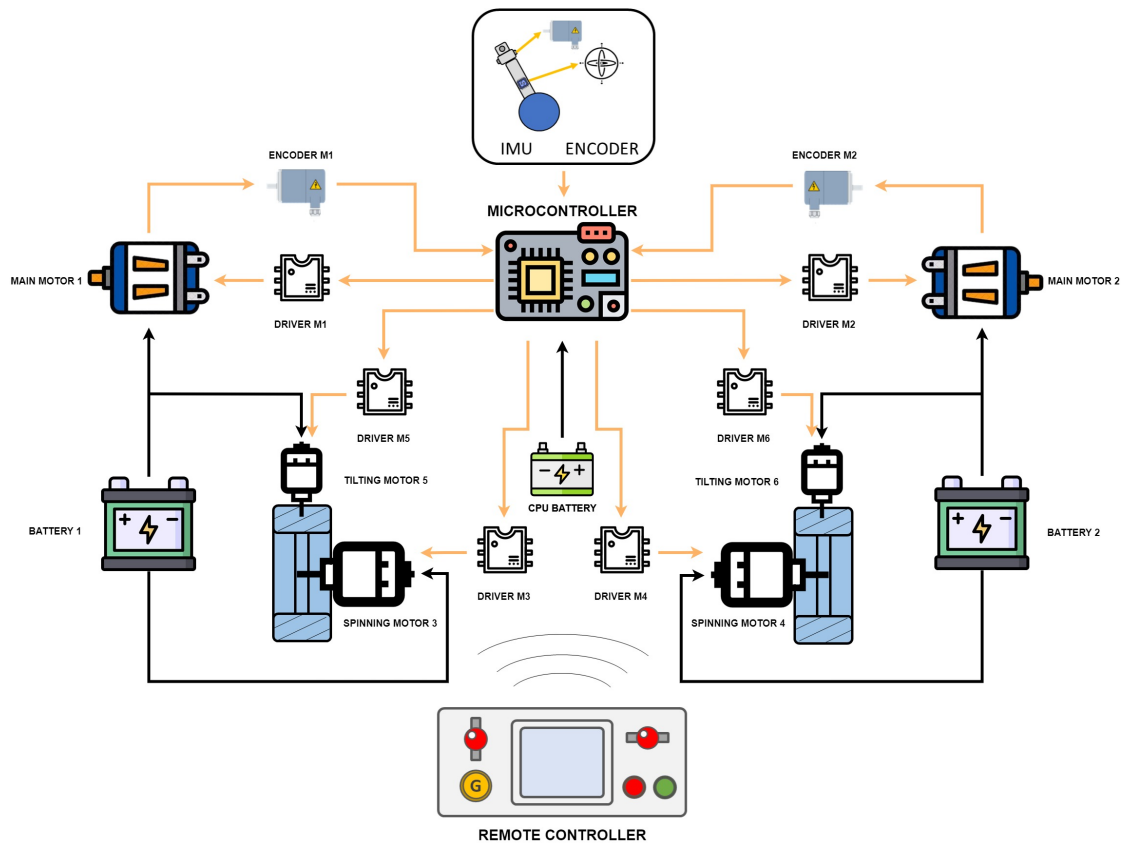 IMU ENCODER
ENCODER M1
ENCODER M2
MICROCONTROLLER
MAIN MOTOR 1
MAIN MOTOR 2
DRIVER M1
DRIVER M2
DRIVER M5
DRIVER M6
TILTING MOTOR 5
TILTING MOTOR 6
CPU BATTERY
BATTERY 1
BATTERY 2
DRIVER M3
DRIVER M4
SPINNING MOTOR 3
SPINNING MOTOR 4
G
REMOTE CONTROLLER